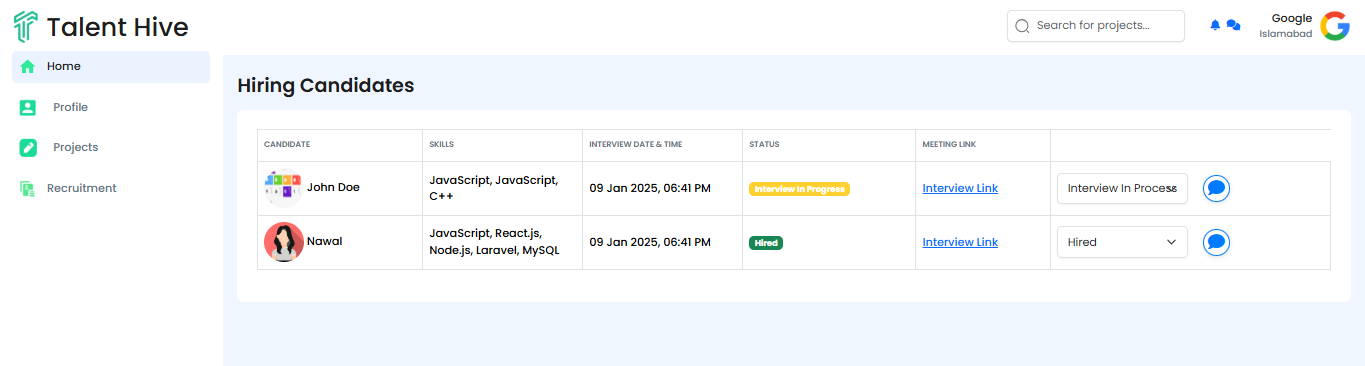 Talent Hive
Search for projects...
Google
Islamabad
Home
Profile
Projects
Recruitment
Hiring Candidates
CANDIDATE SKILLS INTERVIEW DATE & TIME STATUS MEETING LINK
John Doe
JavaScript, JavaScript,
C++
09 Jan 2025, 06:41 PM
Interview In Progress
Interview Link
Interview In Process
Nawal
JavaScript, React.js,
Node.js, Laravel, MySQL
09 Jan 2025, 06:41 PM
Hired
Interview Link
Hired